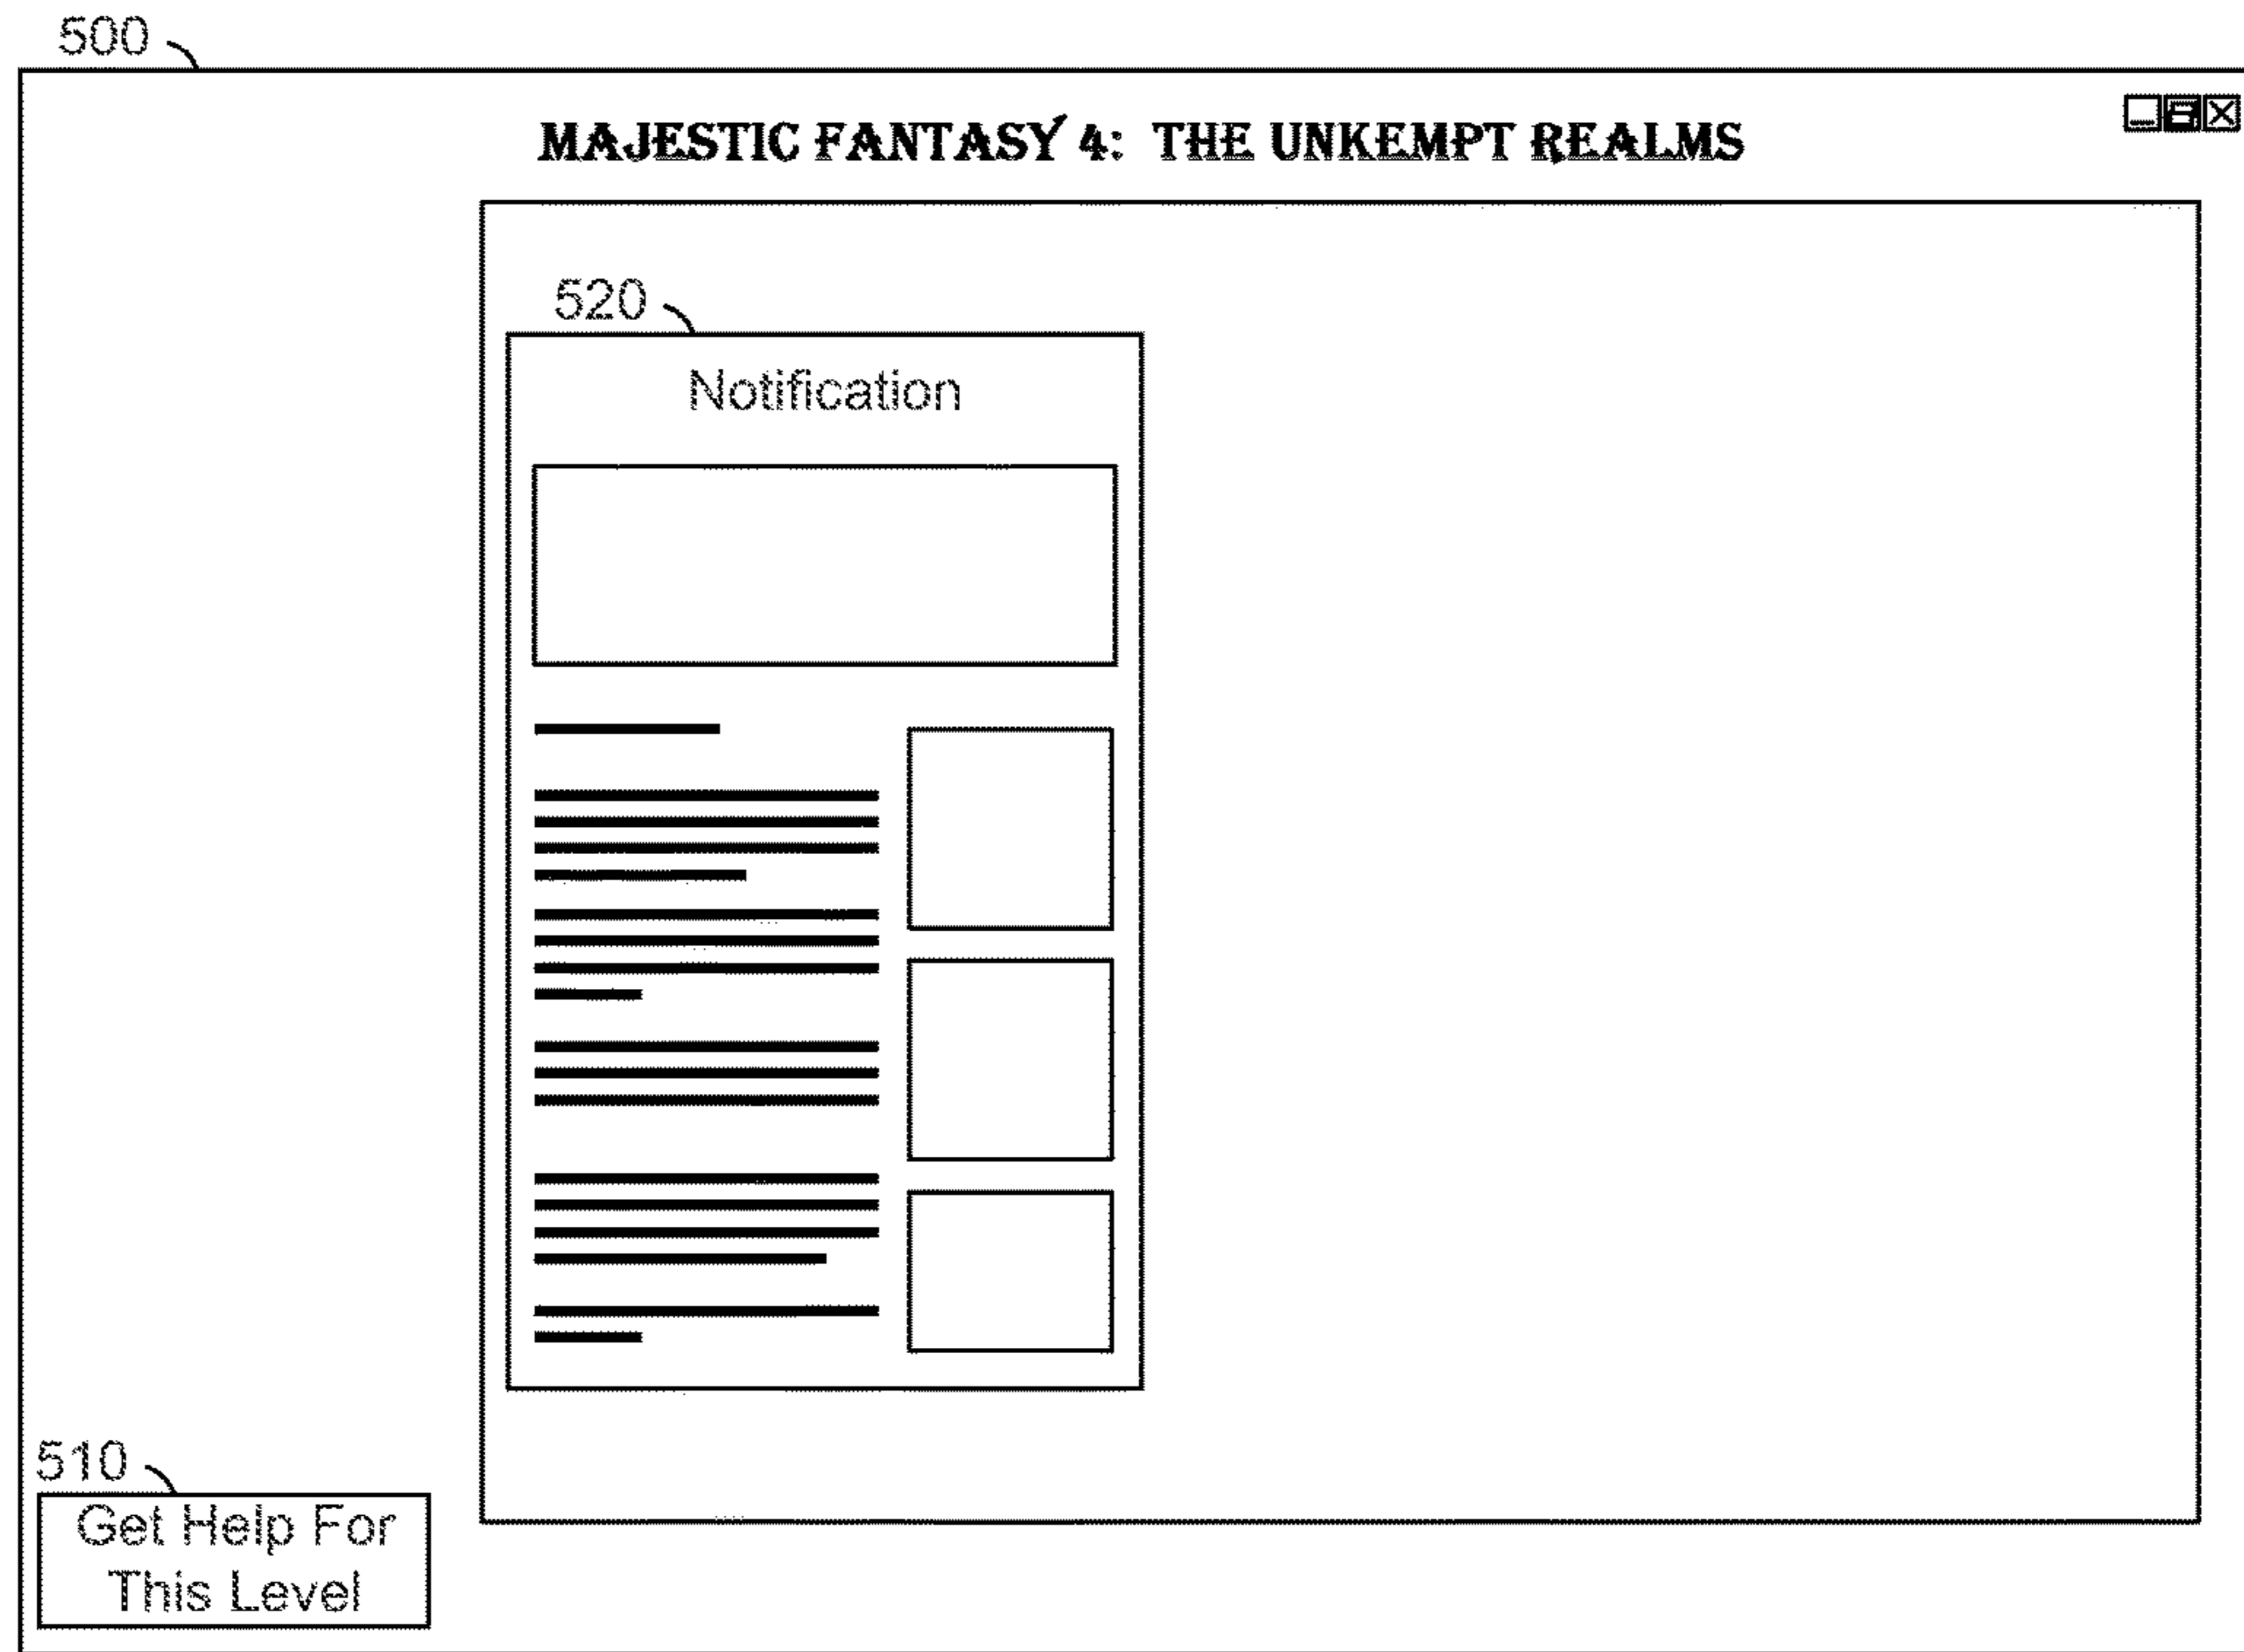 500
MAJESTIC FANTASY 4: THE UNKEMPT REALMS
520
Notification
510
Get Help For
This Level